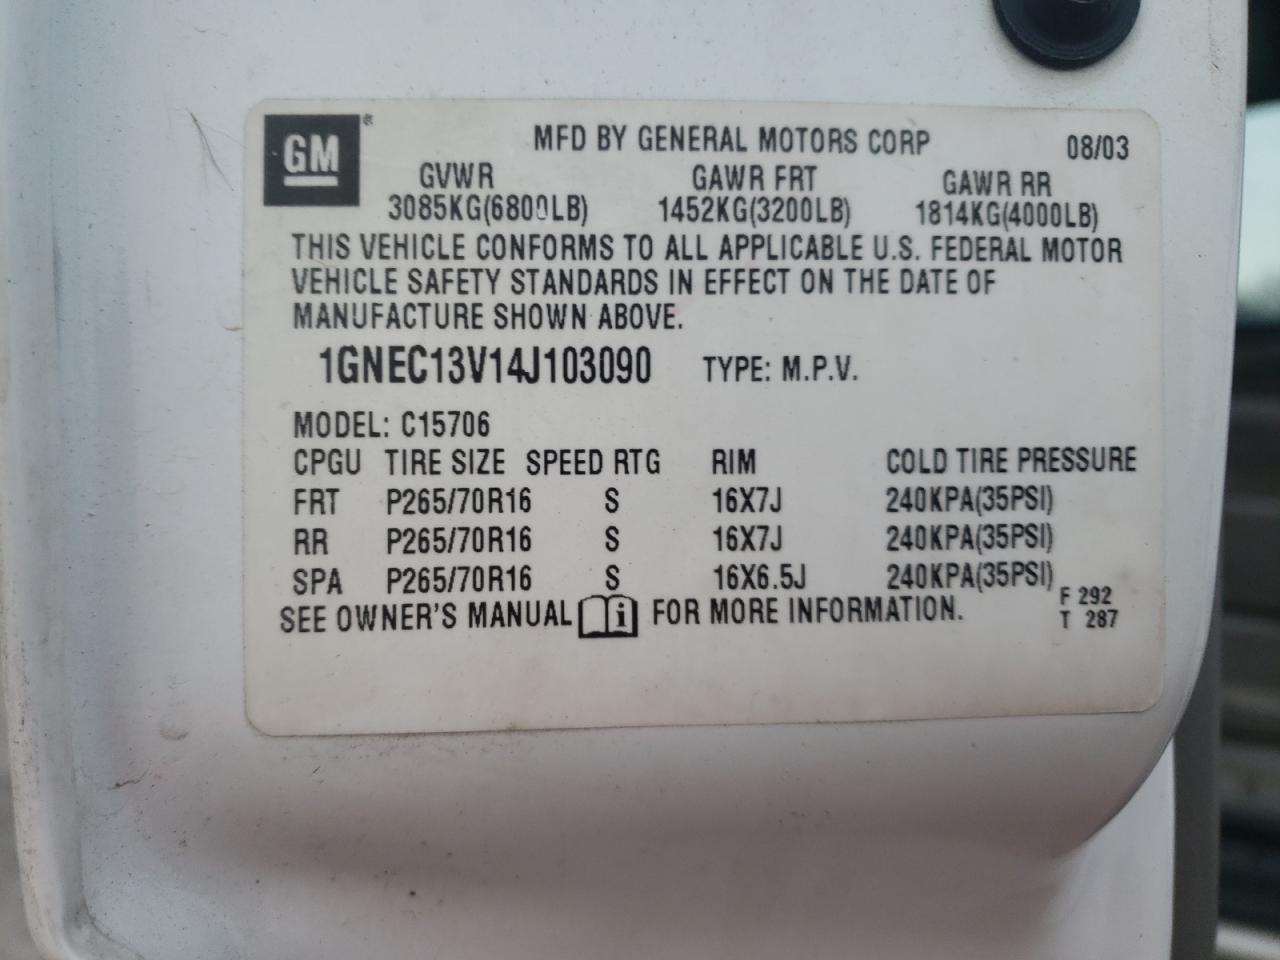 GM ®
MFD BY GENERAL MOTORS CORP 08/03
GVWR GAWR FRT GAWR RR
3085KG(6800LB) 1452KG(3200LB) 1814KG(4000LB)
THIS VEHICLE CONFORMS TO ALL APPLICABLE U.S. FEDERAL MOTOR
VEHICLE SAFETY STANDARDS IN EFFECT ON THE DATE OF
MANUFACTURE SHOWN ABOVE.
1GNEC13V14J103090 TYPE: M.P.V.
MODEL: C15706
CPGU TIRE SIZE SPEED RTG RIM COLD TIRE PRESSURE
FRT P265/70R16 S 16X7J 240KPA(35PSI)
RR P265/70R16 S 16X7J 240KPA(35PSI)
SPA P265/70R16 S 16X6.5J 240KPA(35PSI)
SEE OWNER'S MANUAL i FOR MORE INFORMATION.
F 292
T 287